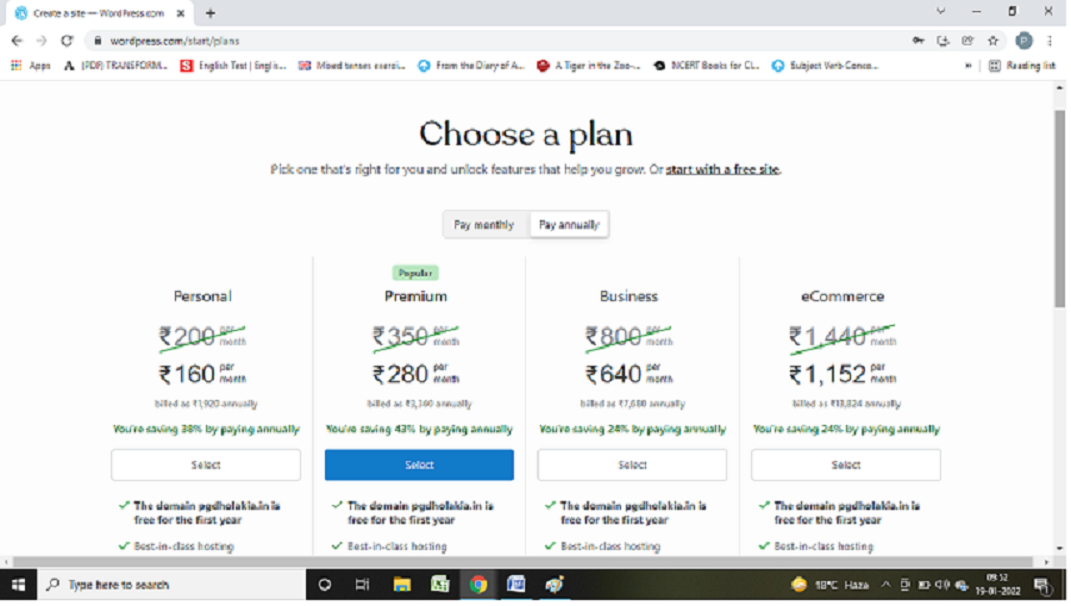 Create a site — WordPress.com
wordpress.com/start/plans
Apps (PDF) TRANSFORM... English Test | Englis... Mixed tenses exerci... From the Diary of A... A Tiger in the Zoo-... NCERT Books for Cl... Subject Verb-Conco... » Reading list
Choose a plan
Pick one that's right for you and unlock features that help you grow. Or start with a free site.
Pay monthly Pay annually
Popular
Personal Premium Business eCommerce
₹200 per month ₹350 per month ₹800 per month ₹1,440 per month
₹160 per month ₹280 per month ₹640 per month ₹1,152 per month
billed as ₹1,920 annually billed as ₹3,360 annually billed as ₹7,680 annually billed as ₹13,824 annually
You're saving 38% by paying annually You're saving 43% by paying annually You're saving 24% by paying annually You're saving 24% by paying annually
Select Select Select Select
The domain pgdholakia.in is The domain pgdholakia.in is The domain pgdholakia.in is The domain pgdholakia.in is
free for the first year free for the first year free for the first year free for the first year
Best-in-class hosting Best-in-class hosting Best-in-class hosting Best-in-class hosting
Type here to search 18°C Haze 09:52
19-01-2022